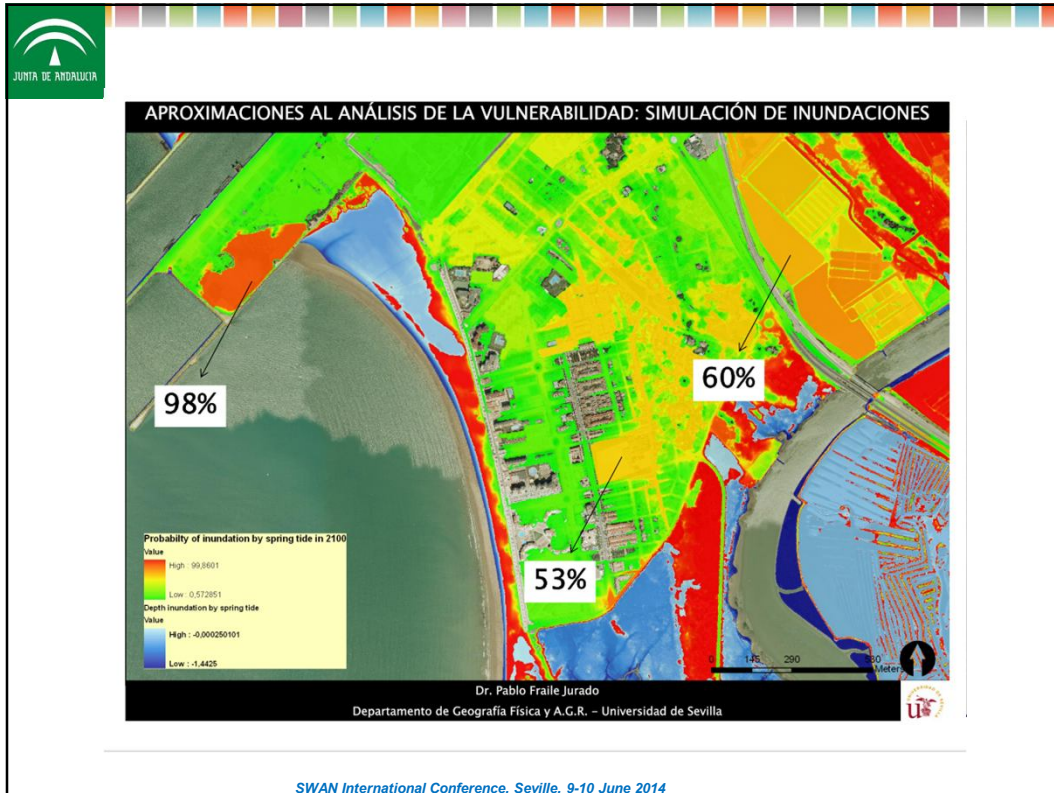 JUNTA DE ANDALUCIA
APROXIMACIONES AL ANÁLISIS DE LA VULNERABILIDAD: SIMULACIÓN DE INUNDACIONES
98%
60%
53%
Probabilty of inundation by spring tide in 2100
Value
High : 99,8601
Low : 0,572851
Depth inundation by spring tide
Value
High : -0,000250101
Low : -1,4425
0 145 290 580
Meters
Dr. Pablo Fraile Jurado
Departamento de Geografía Física y A.G.R. – Universidad de Sevilla
SWAN International Conference. Seville. 9-10 June 2014